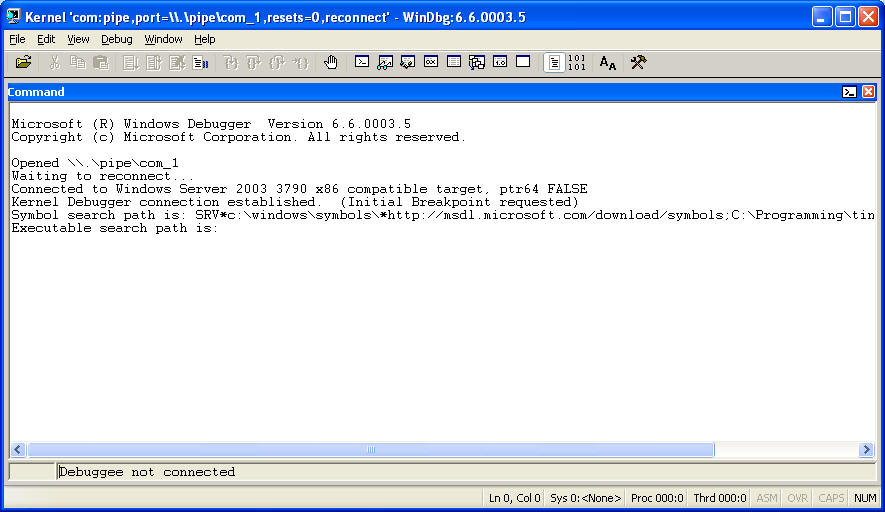 Kernel 'com:pipe,port=\\.\pipe\com_1,resets=0,reconnect' - WinDbg:6.6.0003.5
File Edit View Debug Window Help
101
101
AA
Command
Microsoft (R) Windows Debugger Version 6.6.0003.5
Copyright (c) Microsoft Corporation. All rights reserved.
Opened \\.\pipe\com_1
Waiting to reconnect...
Connected to Windows Server 2003 3790 x86 compatible target, ptr64 FALSE
Kernel Debugger connection established. (Initial Breakpoint requested)
Symbol search path is: SRV*c:\windows\symbols\*http://msdl.microsoft.com/download/symbols;C:\Programming\tin
Executable search path is:
Debuggee not connected
Ln 0, Col 0 Sys 0:<None> Proc 000:0 Thrd 000:0 ASM OVR CAPS NUM